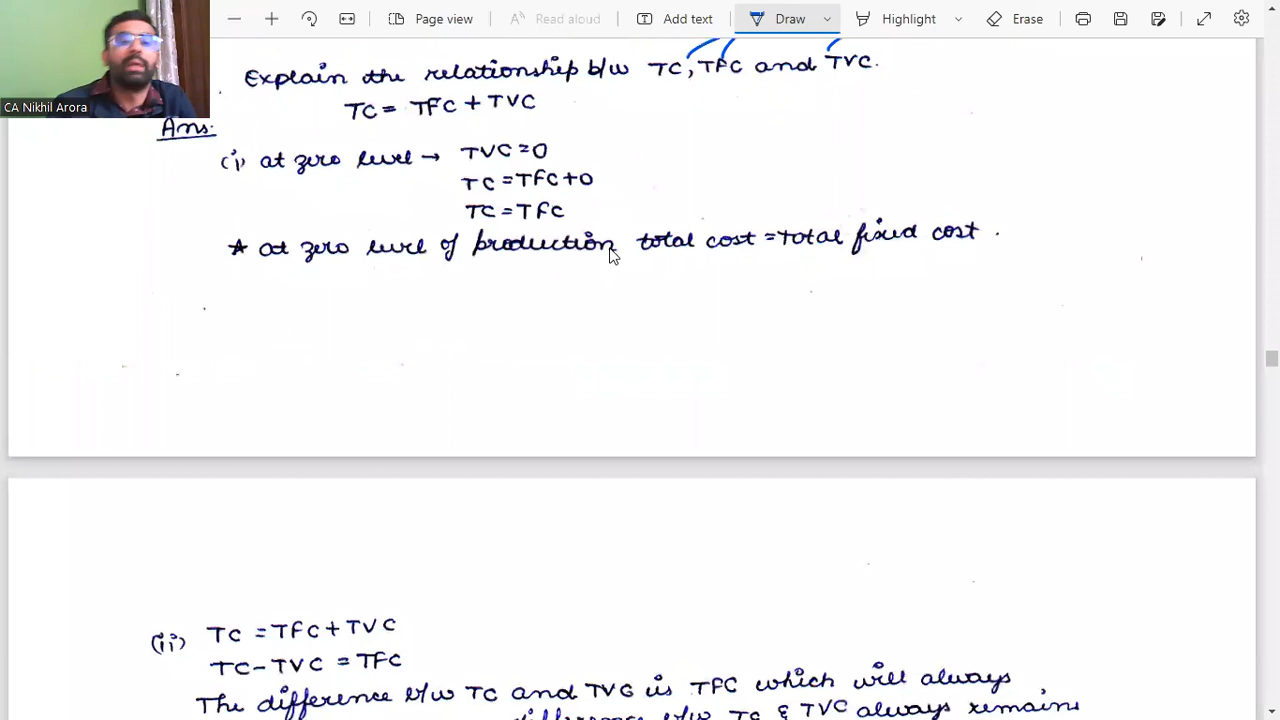 Page view
Read aloud
Add text
Draw
Highlight
Erase
CA Nikhil Arora
Explain the relationship b/w TC, TFC and TVC.
TC = TFC + TVC
Ans:
(i) at zero level → TVC = 0
TC = TFC + 0
TC = TFC
* at zero level of production total cost = total fixed cost.
(ii) TC = TFC + TVC
TC - TVC = TFC
The difference b/w TC and TVC is TFC which will always
difference b/w TC & TVC always remains